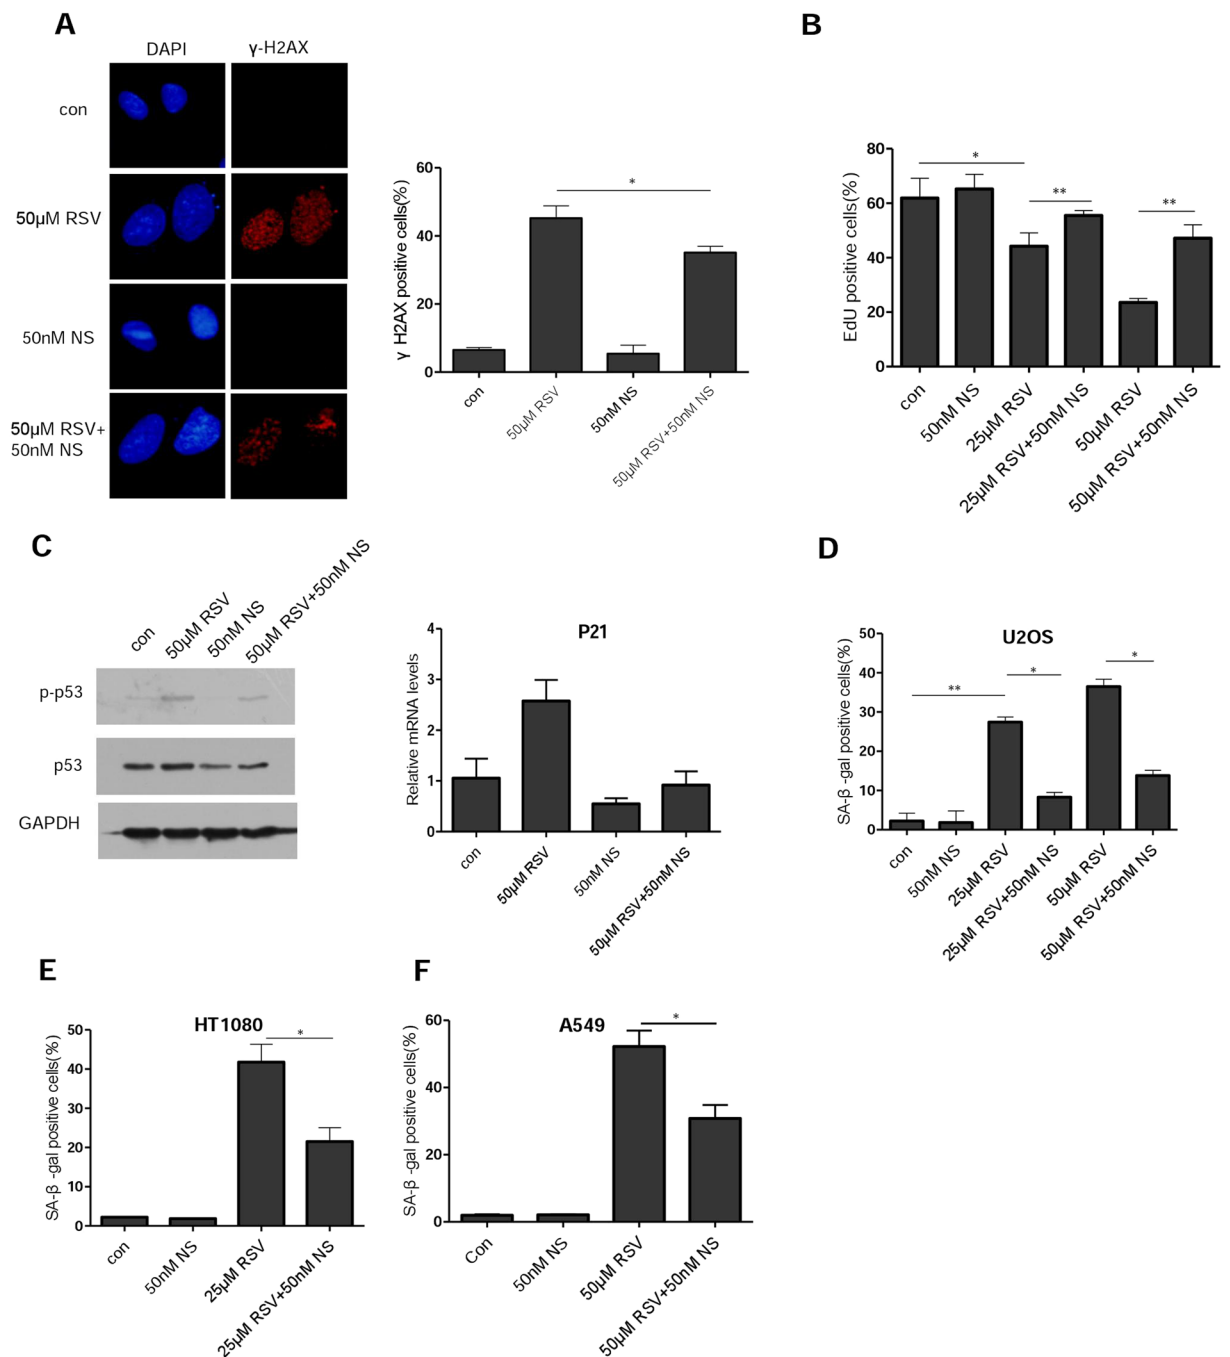 A
DAPI
γ-H2AX
con
50μM RSV
50nM NS
50μM RSV+
50nM NS
γ H2AX positive cells(%)
60
40
20
0
*
con
50μM RSV
50nM NS
50μM RSV+50nM NS
B
EdU positive cells(%)
80
60
40
20
0
*
**
**
con
50nM NS
25μM RSV
25μM RSV+50nM NS
50μM RSV
50μM RSV+50nM NS
C
con
50μM RSV
50nM NS
50μM RSV+50nM NS
p-p53
p53
GAPDH
P21
Relative mRNA levels
4
3
2
1
0
con
50μM RSV
50nM NS
50μM RSV+50nM NS
D
U2OS
SA-β -gal positive cells(%)
50
40
30
20
10
0
**
*
*
con
50nM NS
25μM RSV
25μM RSV+50nM NS
50μM RSV
50μM RSV+50nM NS
E
HT1080
SA-β -gal positive cells(%)
50
40
30
20
10
0
*
con
50nM NS
25μM RSV
25μM RSV+50nM NS
F
A549
SA-β -gal positive cells(%)
60
40
20
0
*
Con
50nM NS
50μM RSV
50μM RSV+50nM NS